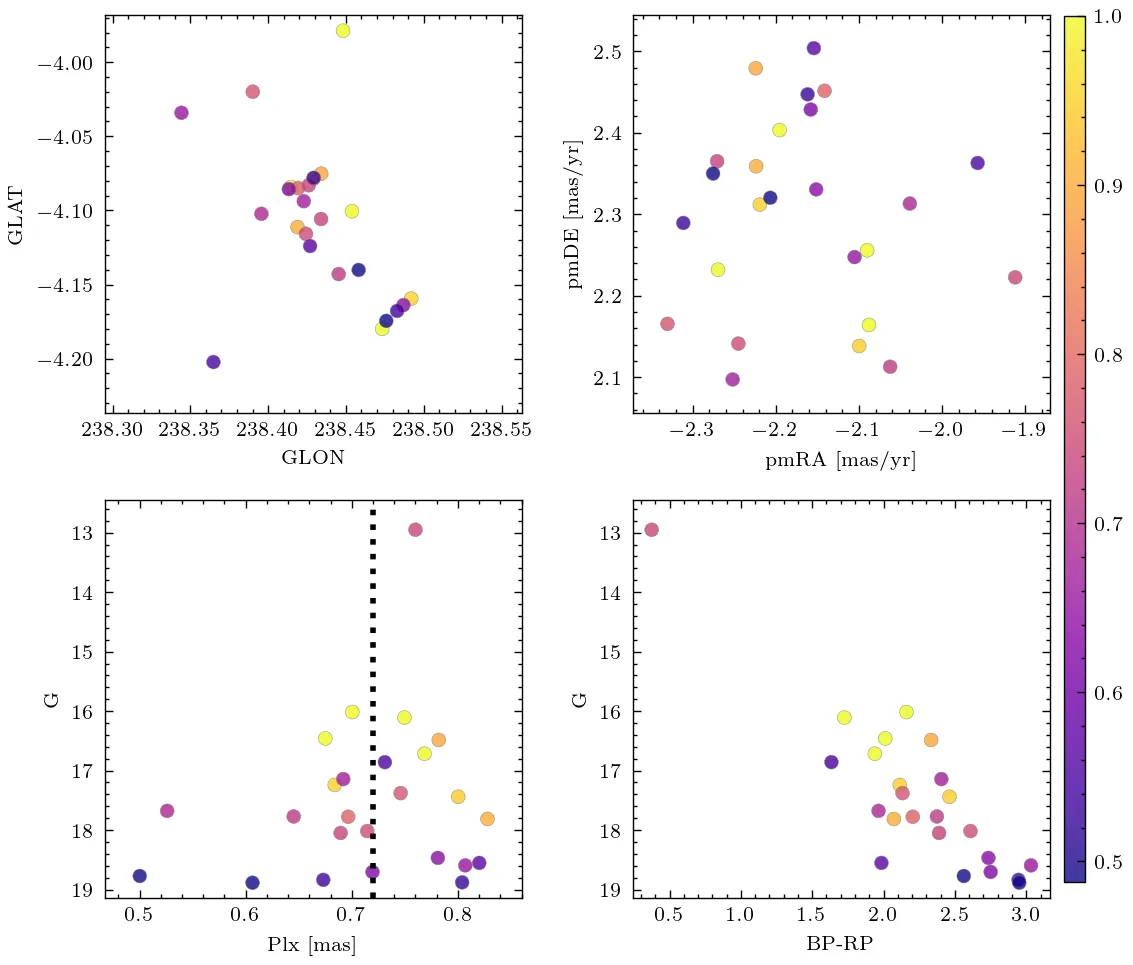 −4.00
−4.05
−4.10
−4.15
−4.20
GLAT
238.30 238.35 238.40 238.45 238.50 238.55
GLON
2.5
2.4
2.3
2.2
2.1
pmDE [mas/yr]
−2.3 −2.2 −2.1 −2.0 −1.9
pmRA [mas/yr]
13
14
15
16
17
18
19
G
0.5 0.6 0.7 0.8
Plx [mas]
13
14
15
16
17
18
19
G
0.5 1.0 1.5 2.0 2.5 3.0
BP-RP
1.0
0.9
0.8
0.7
0.6
0.5